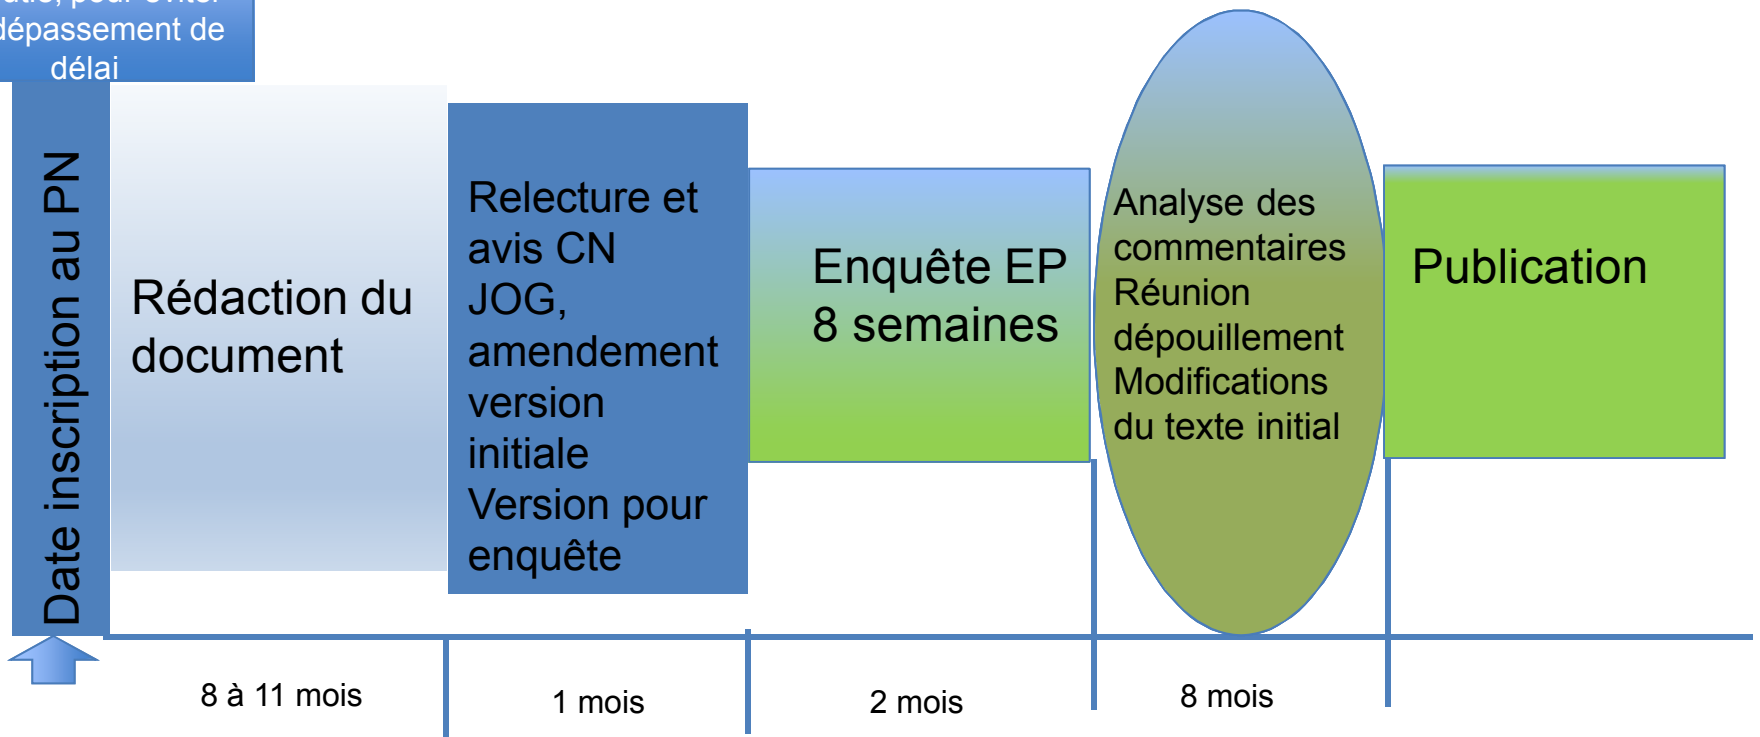 pour éviter
dépassement de
délai
Date inscription au PN
Rédaction du
document
Relecture et
avis CN
JOG,
amendement
version
initiale
Version pour
enquête
Enquête EP
8 semaines
Analyse des
commentaires
Réunion
dépouillement
Modifications
du texte initial
Publication
8 à 11 mois
1 mois
2 mois
8 mois